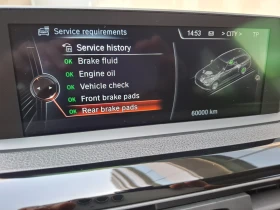 Service requirements
14:53 > CITY > TP
Service history
OK Brake fluid
OK Engine oil
OK Vehicle check
OK Front brake pads
OK Rear brake pads
60000 km